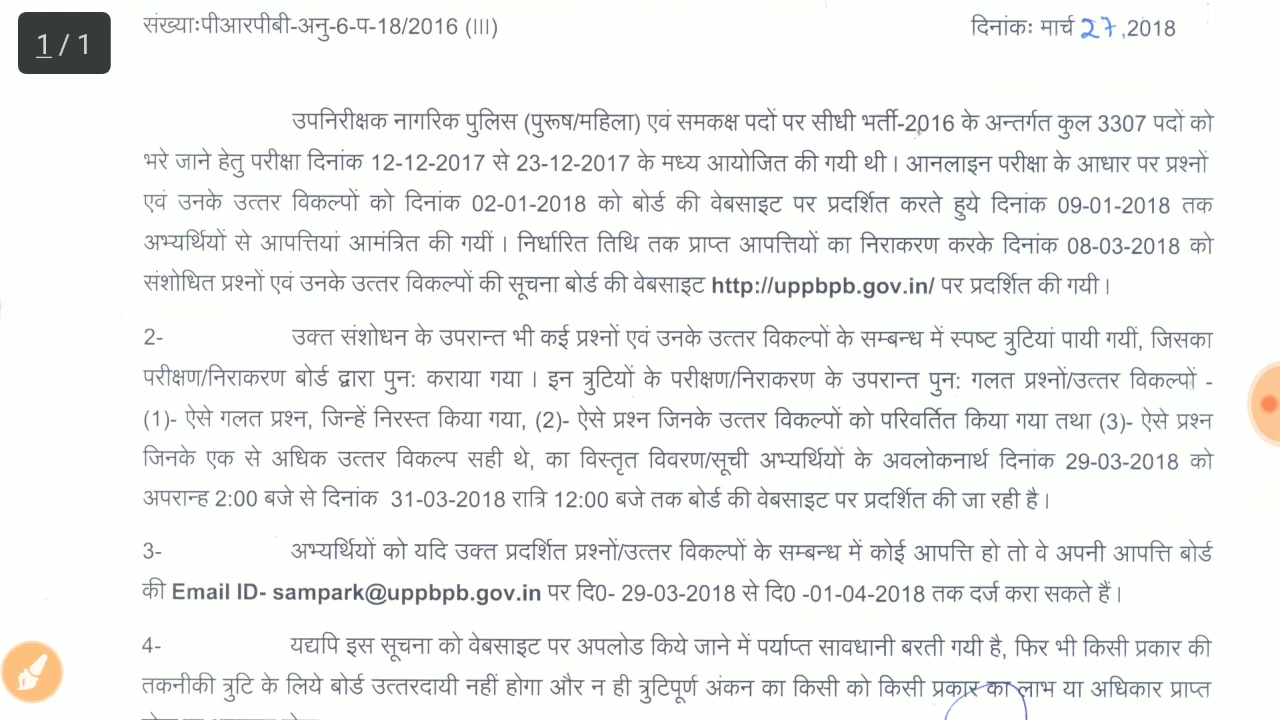 1 / 1
संख्याःपीआरपीबी-अनु-6-प-18/2016 (III) दिनांकः मार्च 27,2018
उपनिरीक्षक नागरिक पुलिस (पुरूष/महिला) एवं समकक्ष पदों पर सीधी भर्ती-2016 के अन्तर्गत कुल 3307 पदों को
भरे जाने हेतु परीक्षा दिनांक 12-12-2017 से 23-12-2017 के मध्य आयोजित की गयी थी। आनलाइन परीक्षा के आधार पर प्रश्नों
एवं उनके उत्तर विकल्पों को दिनांक 02-01-2018 को बोर्ड की वेबसाइट पर प्रदर्शित करते हुये दिनांक 09-01-2018 तक
अभ्यर्थियों से आपत्तियां आमंत्रित की गयीं। निर्धारित तिथि तक प्राप्त आपत्तियों का निराकरण करके दिनांक 08-03-2018 को
संशोधित प्रश्नों एवं उनके उत्तर विकल्पों की सूचना बोर्ड की वेबसाइट http://uppbpb.gov.in/ पर प्रदर्शित की गयी।
2- उक्त संशोधन के उपरान्त भी कई प्रश्नों एवं उनके उत्तर विकल्पों के सम्बन्ध में स्पष्ट त्रुटियां पायी गयीं, जिसका
परीक्षण/निराकरण बोर्ड द्वारा पुन: कराया गया। इन त्रुटियों के परीक्षण/निराकरण के उपरान्त पुन: गलत प्रश्नों/उत्तर विकल्पों -
(1)- ऐसे गलत प्रश्न, जिन्हें निरस्त किया गया, (2)- ऐसे प्रश्न जिनके उत्तर विकल्पों को परिवर्तित किया गया तथा (3)- ऐसे प्रश्न
जिनके एक से अधिक उत्तर विकल्प सही थे, का विस्तृत विवरण/सूची अभ्यर्थियों के अवलोकनार्थ दिनांक 29-03-2018 को
अपरान्ह 2:00 बजे से दिनांक 31-03-2018 रात्रि 12:00 बजे तक बोर्ड की वेबसाइट पर प्रदर्शित की जा रही है।
3- अभ्यर्थियों को यदि उक्त प्रदर्शित प्रश्नों/उत्तर विकल्पों के सम्बन्ध में कोई आपत्ति हो तो वे अपनी आपत्ति बोर्ड
की Email ID- sampark@uppbpb.gov.in पर दि0- 29-03-2018 से दि0 -01-04-2018 तक दर्ज करा सकते हैं।
4- यद्यपि इस सूचना को वेबसाइट पर अपलोड किये जाने में पर्याप्त सावधानी बरती गयी है, फिर भी किसी प्रकार की
तकनीकी त्रुटि के लिये बोर्ड उत्तरदायी नहीं होगा और न ही त्रुटिपूर्ण अंकन का किसी को किसी प्रकार का लाभ या अधिकार प्राप्त